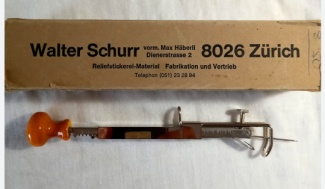 Walter Schurr vorm. Max Häberli 8026 Zürich
Dienerstrasse 2
Reliefstickerei-Material Fabrikation und Vertrieb
Telephon (051) 23 28 84